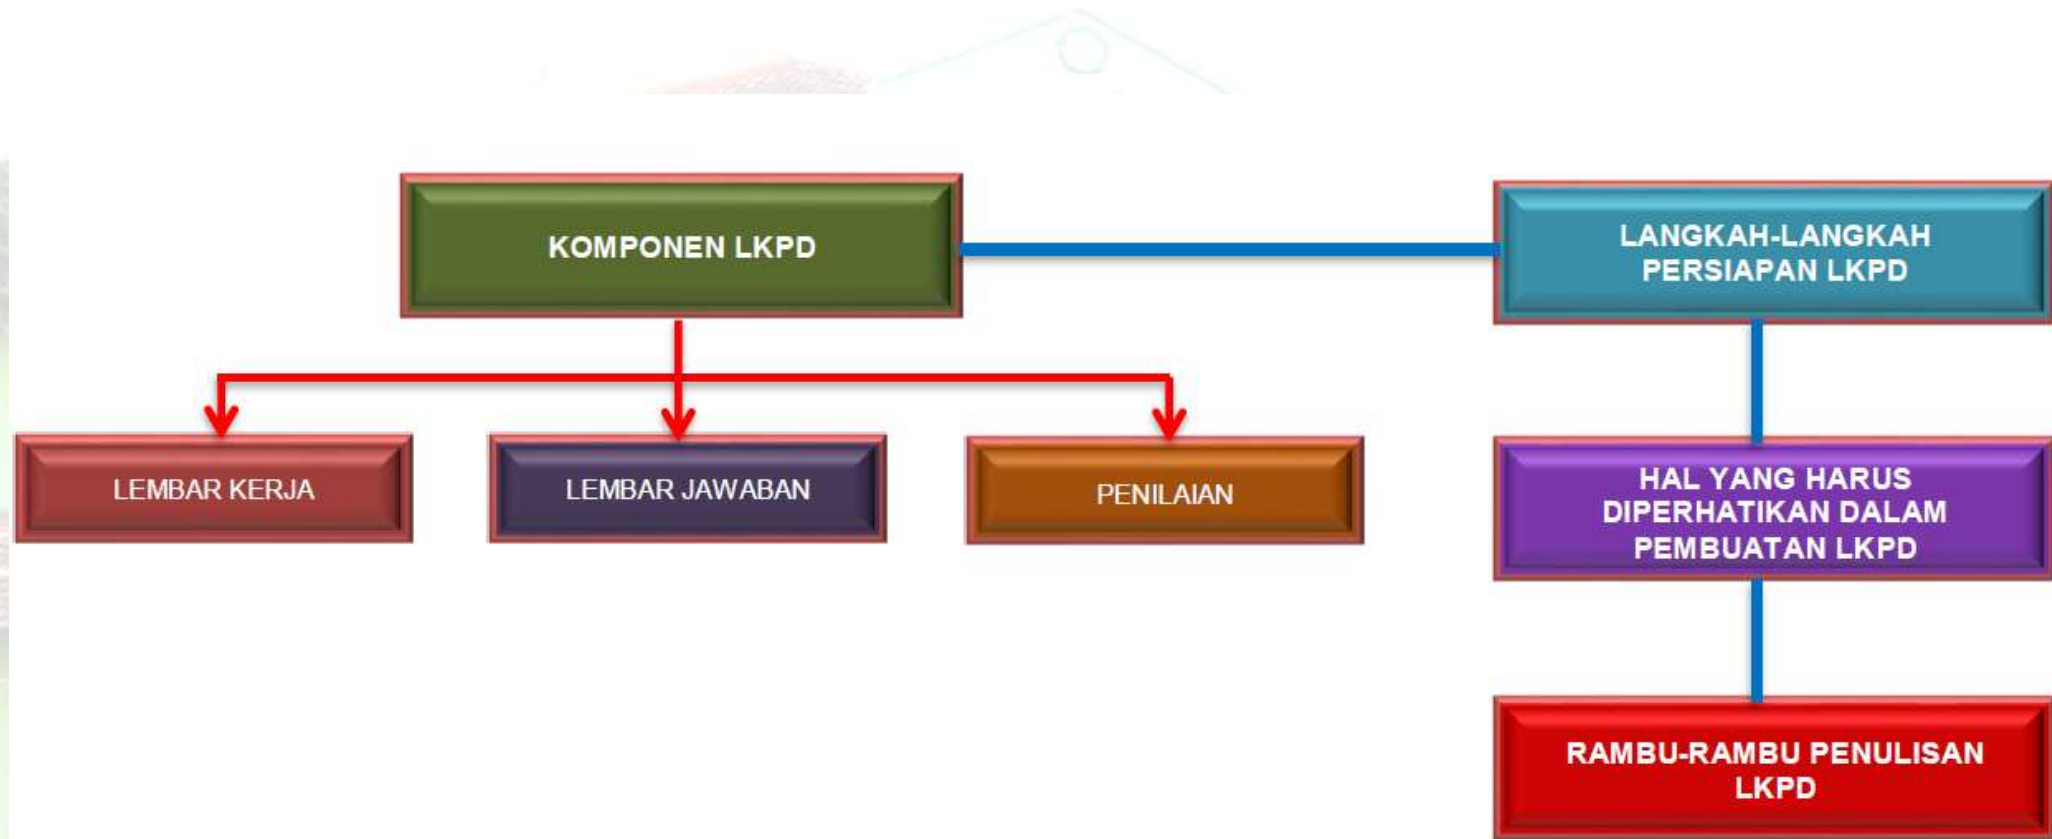 KOMPONEN LKPD
LANGKAH-LANGKAH
PERSIAPAN LKPD
LEMBAR KERJA
LEMBAR JAWABAN
PENILAIAN
HAL YANG HARUS
DIPERHATIKAN DALAM
PEMBUATAN LKPD
RAMBU-RAMBU PENULISAN
LKPD